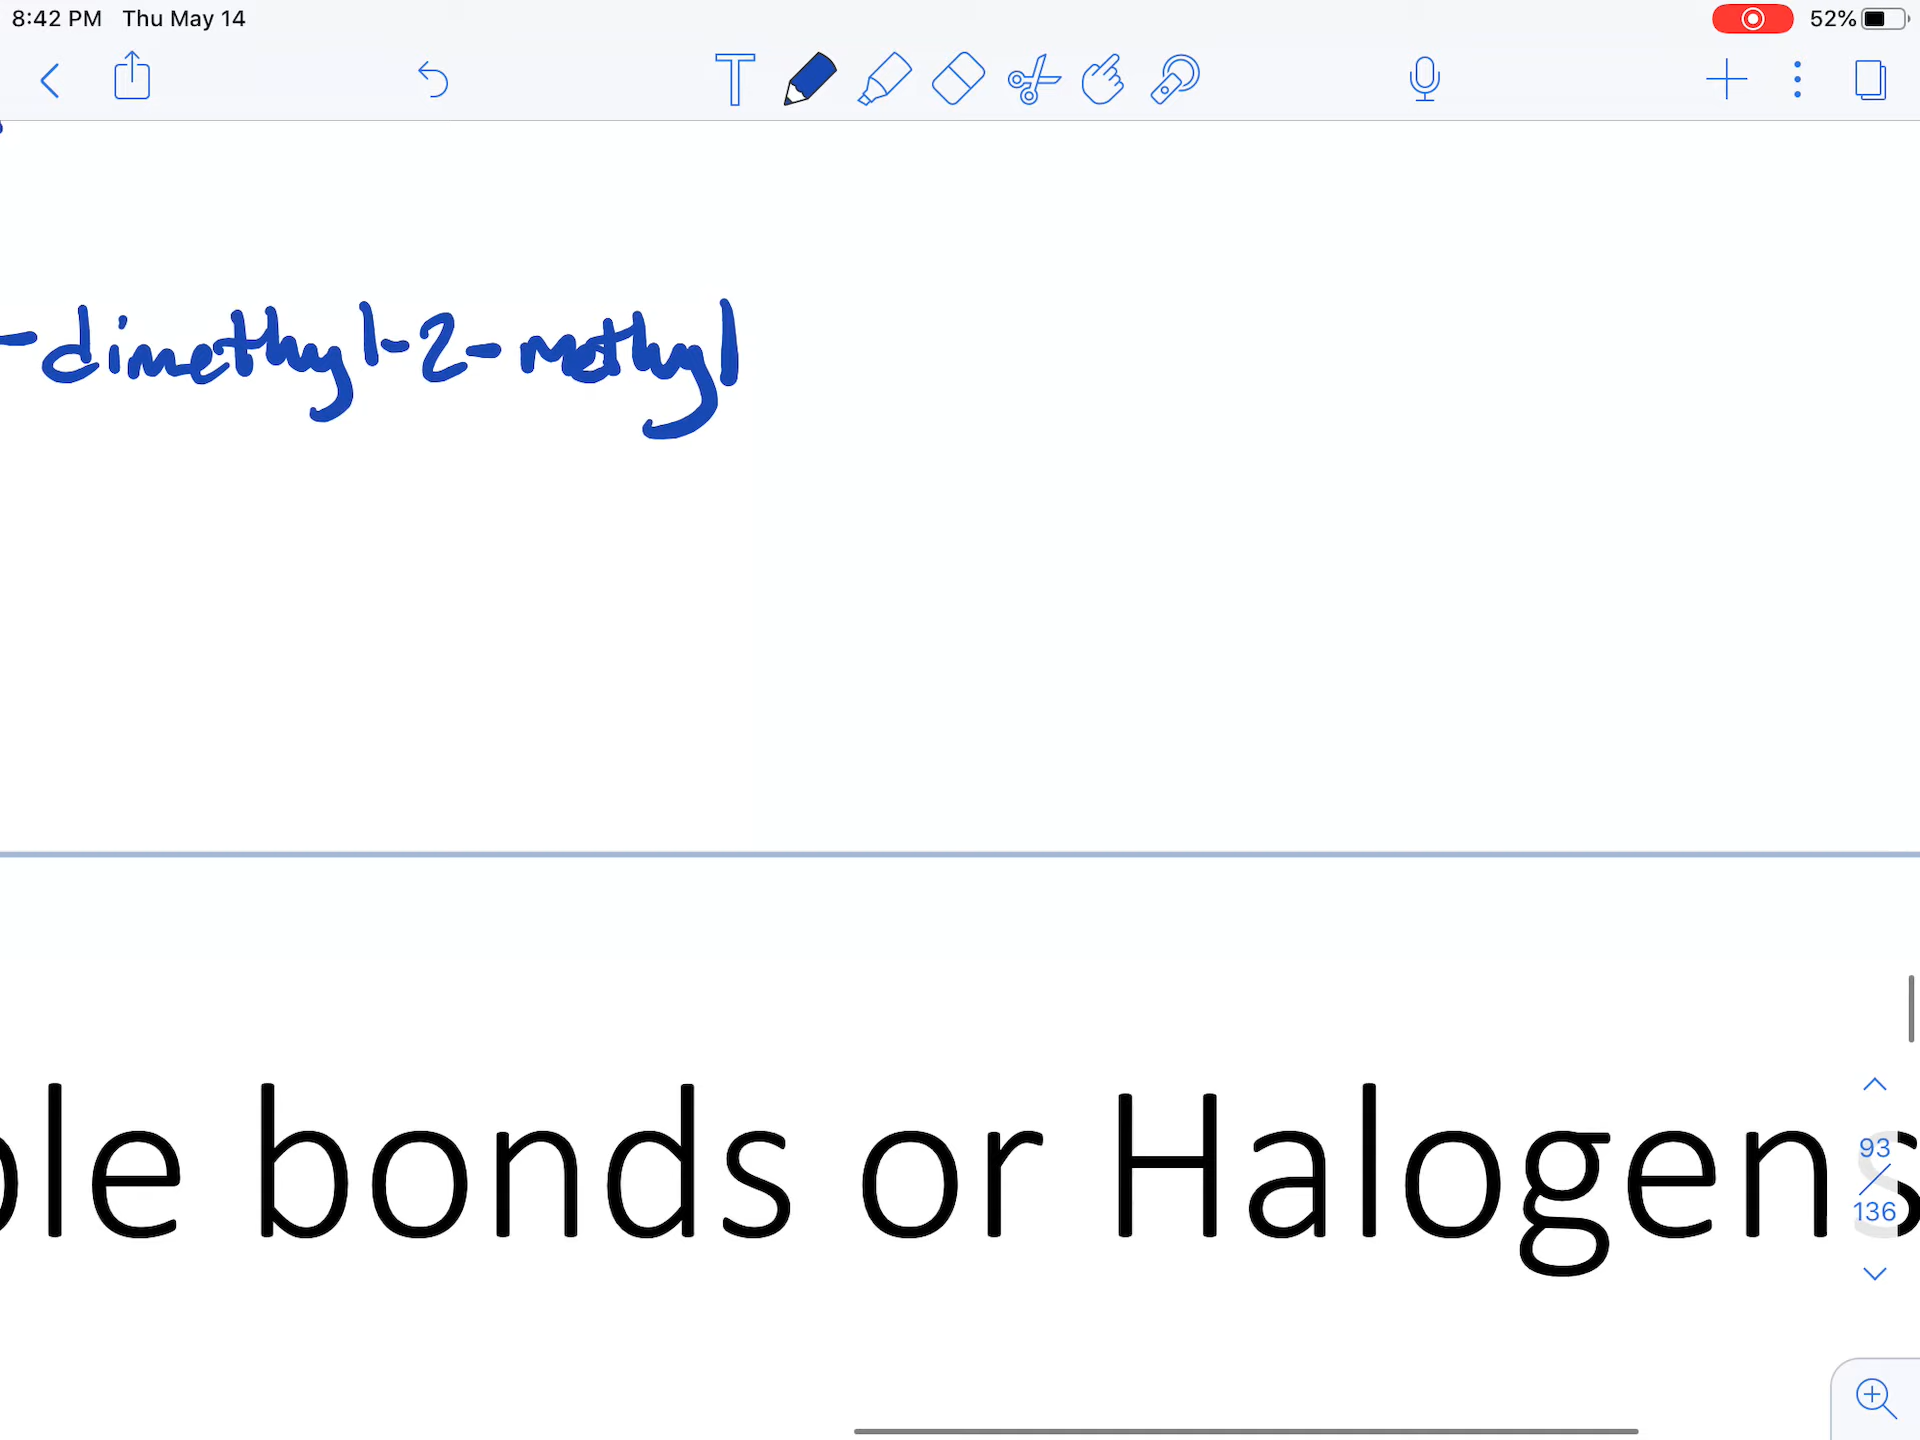 8:42 PM Thu May 14
52%
-dimethyl-2-methyl
ble bonds or Halogens
93
136